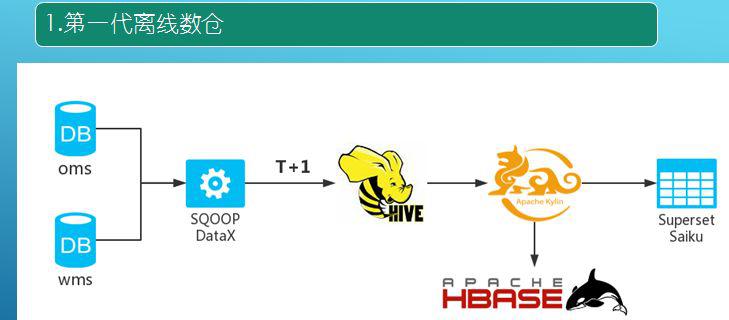 1.第一代离线数仓
DB
oms
DB
wms
SQOOP
DataX
T+1
HIVE
Apache Kylin
APACHE
HBASE
Superset
Saiku